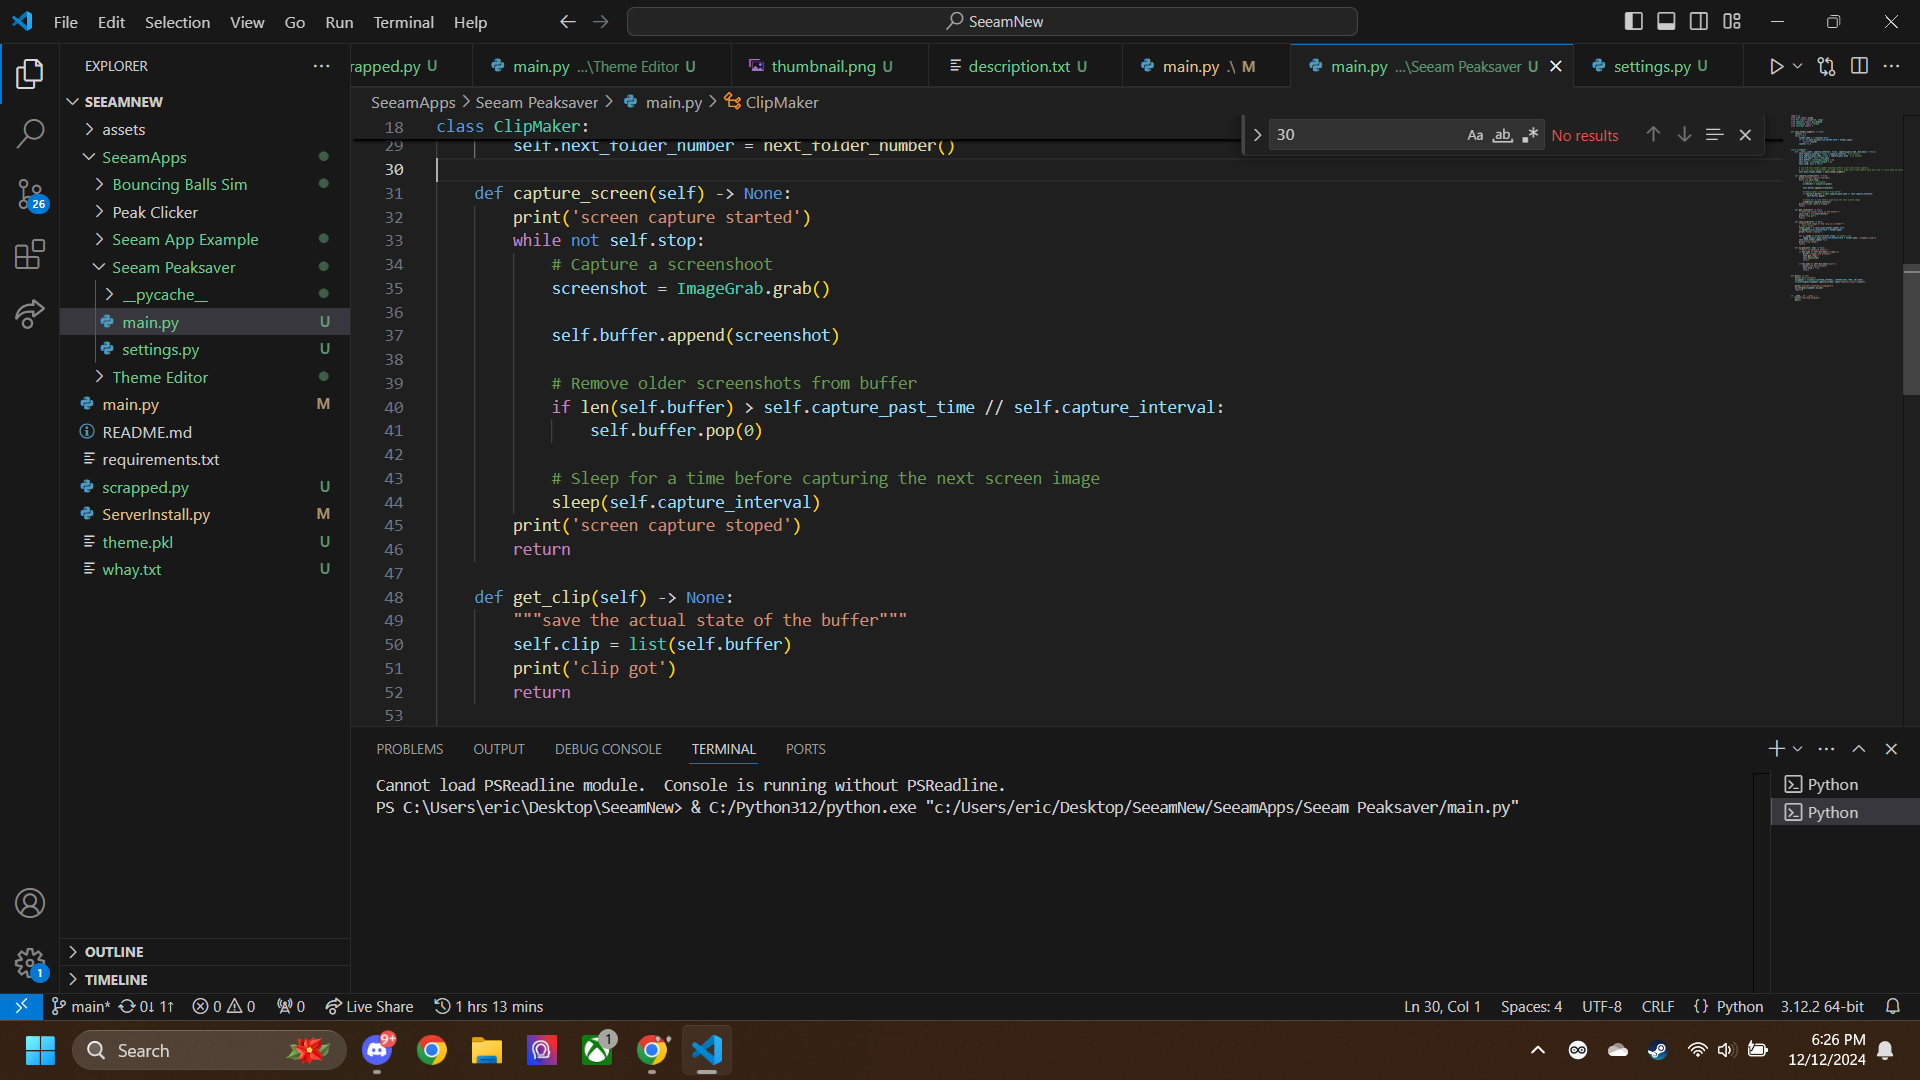 File Edit Selection View Go Run Terminal Help
SeeamNew
EXPLORER
rapped.py U
main.py ...\Theme Editor U
thumbnail.png U
description.txt U
main.py .\ M
main.py ...\Seeam Peaksaver U
settings.py U
SEEAMNEW
assets
SeeamApps
Bouncing Balls Sim
Peak Clicker
Seeam App Example
Seeam Peaksaver
__pycache__
main.py U
settings.py U
Theme Editor
main.py M
README.md
requirements.txt
scrapped.py U
ServerInstall.py M
theme.pkl U
whay.txt U
OUTLINE
TIMELINE
26
1
SeeamApps > Seeam Peaksaver > main.py > ClipMaker
30
Aa ab No results
18 class ClipMaker:
29 self.next_folder_number = next_folder_number()
30
31 def capture_screen(self) -> None:
32 print('screen capture started')
33 while not self.stop:
34 # Capture a screenshoot
35 screenshot = ImageGrab.grab()
36
37 self.buffer.append(screenshot)
38
39 # Remove older screenshots from buffer
40 if len(self.buffer) > self.capture_past_time // self.capture_interval:
41 self.buffer.pop(0)
42
43 # Sleep for a time before capturing the next screen image
44 sleep(self.capture_interval)
45 print('screen capture stoped')
46 return
47
48 def get_clip(self) -> None:
49 """save the actual state of the buffer"""
50 self.clip = list(self.buffer)
51 print('clip got')
52 return
53
PROBLEMS OUTPUT DEBUG CONSOLE TERMINAL PORTS
Cannot load PSReadline module.  Console is running without PSReadline.
PS C:\Users\eric\Desktop\SeeamNew> & C:/Python312/python.exe "c:/Users/eric/Desktop/SeeamNew/SeeamApps/Seeam Peaksaver/main.py"
Python
Python
main* 0↓ 1↑ 0 0 0 Live Share 1 hrs 13 mins
Ln 30, Col 1 Spaces: 4 UTF-8 CRLF {} Python 3.12.2 64-bit
Search
9+
1
6:26 PM
12/12/2024